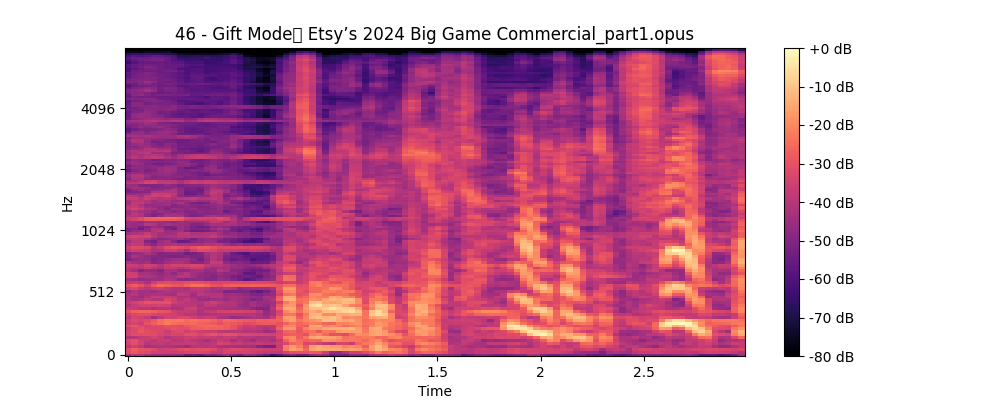 46 - Gift Mode▯ Etsy’s 2024 Big Game Commercial_part1.opus
Hz
4096
2048
1024
512
0
0 0.5 1 1.5 2 2.5
Time
+0 dB
-10 dB
-20 dB
-30 dB
-40 dB
-50 dB
-60 dB
-70 dB
-80 dB